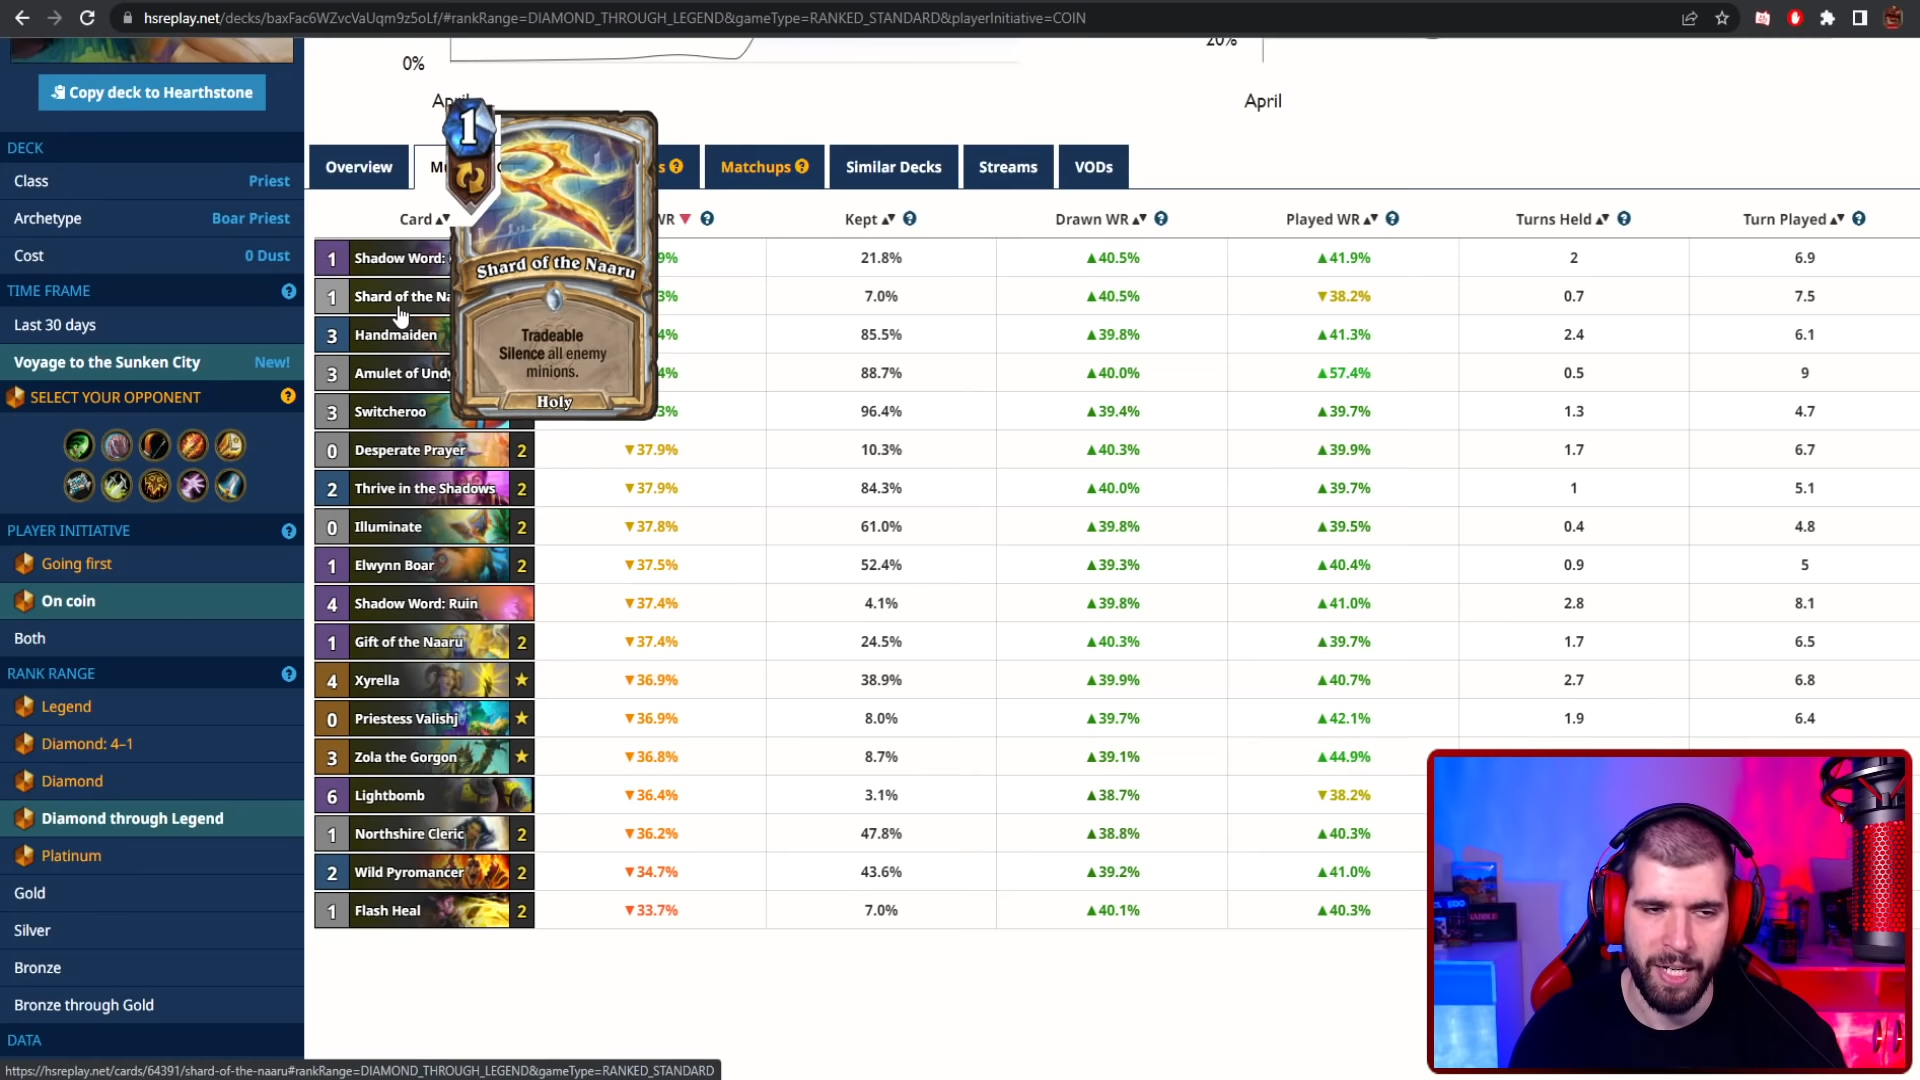 hsreplay.net/decks/baxFac6WZvcVaUqm9z5oLf/#rankRange=DIAMOND_THROUGH_LEGEND&gameType=RANKED_STANDARD&playerInitiative=COIN
Copy deck to Hearthstone
DECK
Class Priest
Archetype Boar Priest
Cost 0 Dust
TIME FRAME
Last 30 days
Voyage to the Sunken City New!
SELECT YOUR OPPONENT
PLAYER INITIATIVE
Going first
On coin
Both
RANK RANGE
Legend
Diamond: 4–1
Diamond
Diamond through Legend
Platinum
Gold
Silver
Bronze
Bronze through Gold
DATA
0% 20%
April
Overview Matchups Similar Decks Streams VODs
Card WR Kept Drawn WR Played WR Turns Held Turn Played
1 Shadow Word: 9% 21.8% ▲40.5% ▲41.9% 2 6.9
1 Shard of the Na 3% 7.0% ▲40.5% ▼38.2% 0.7 7.5
3 Handmaiden 4% 85.5% ▲39.8% ▲41.3% 2.4 6.1
3 Amulet of Undy 4% 88.7% ▲40.0% ▲57.4% 0.5 9
3 Switcheroo 3% 96.4% ▲39.4% ▲39.7% 1.3 4.7
0 Desperate Prayer 2 ▼37.9% 10.3% ▲40.3% ▲39.9% 1.7 6.7
2 Thrive in the Shadows 2 ▼37.9% 84.3% ▲40.0% ▲39.7% 1 5.1
0 Illuminate 2 ▼37.8% 61.0% ▲39.8% ▲39.5% 0.4 4.8
1 Elwynn Boar 2 ▼37.5% 52.4% ▲39.3% ▲40.4% 0.9 5
4 Shadow Word: Ruin ▼37.4% 4.1% ▲39.8% ▲41.0% 2.8 8.1
1 Gift of the Naaru 2 ▼37.4% 24.5% ▲40.3% ▲39.7% 1.7 6.5
4 Xyrella ★ ▼36.9% 38.9% ▲39.9% ▲40.7% 2.7 6.8
0 Priestess Valishj ★ ▼36.9% 8.0% ▲39.7% ▲42.1% 1.9 6.4
3 Zola the Gorgon ★ ▼36.8% 8.7% ▲39.1% ▲44.9%
6 Lightbomb ▼36.4% 3.1% ▲38.7% ▼38.2%
1 Northshire Cleric 2 ▼36.2% 47.8% ▲38.8% ▲40.3%
2 Wild Pyromancer 2 ▼34.7% 43.6% ▲39.2% ▲41.0%
1 Flash Heal 2 ▼33.7% 7.0% ▲40.1% ▲40.3%
1
Shard of the Naaru
Tradeable
Silence all enemy
minions.
Holy
https://hsreplay.net/cards/64391/shard-of-the-naaru#rankRange=DIAMOND_THROUGH_LEGEND&gameType=RANKED_STANDARD